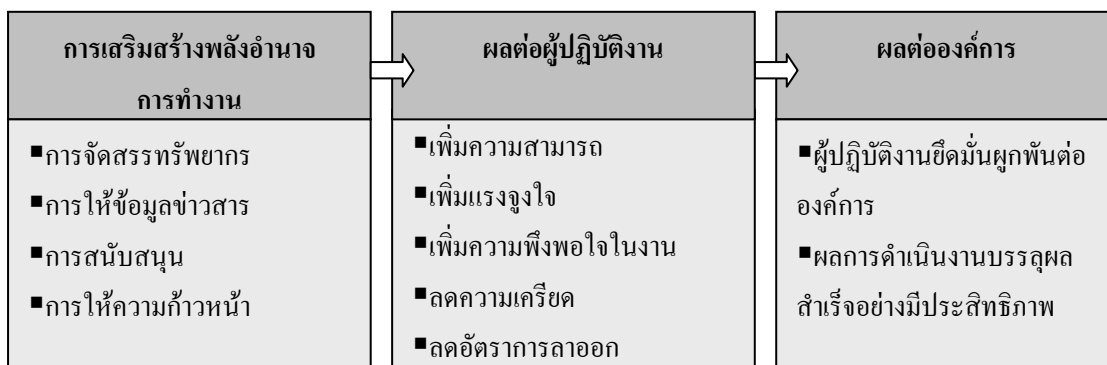 การเสริมสร้างพลังอำนาจ
การทำงาน
▪การจัดสรรทรัพยากร
▪การให้ข้อมูลข่าวสาร
▪การสนับสนุน
▪การให้ความก้าวหน้า
ผลต่อผู้ปฏิบัติงาน
▪เพิ่มความสามารถ
▪เพิ่มแรงจูงใจ
▪เพิ่มความพึงพอใจในงาน
▪ลดความเครียด
▪ลดอัตราการลาออก
ผลต่อองค์การ
▪ผู้ปฏิบัติงานยึดมั่นผูกพันต่อ
องค์การ
▪ผลการดำเนินงานบรรลุผล
สำเร็จอย่างมีประสิทธิภาพ